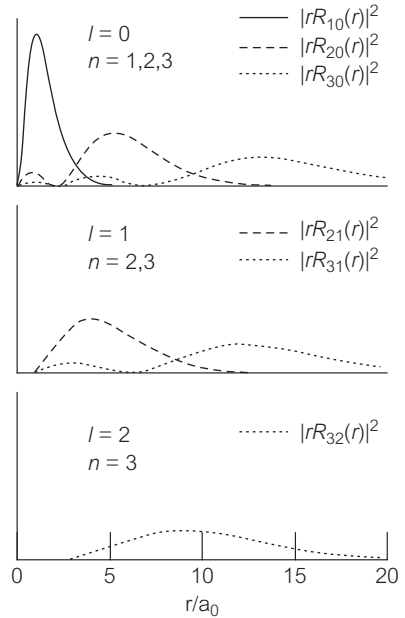 l = 0
n = 1,2,3
|rR₁₀(r)|²
|rR₂₀(r)|²
|rR₃₀(r)|²
l = 1
n = 2,3
|rR₂₁(r)|²
|rR₃₁(r)|²
l = 2
n = 3
|rR₃₂(r)|²
0 5 10 15 20
r/a₀